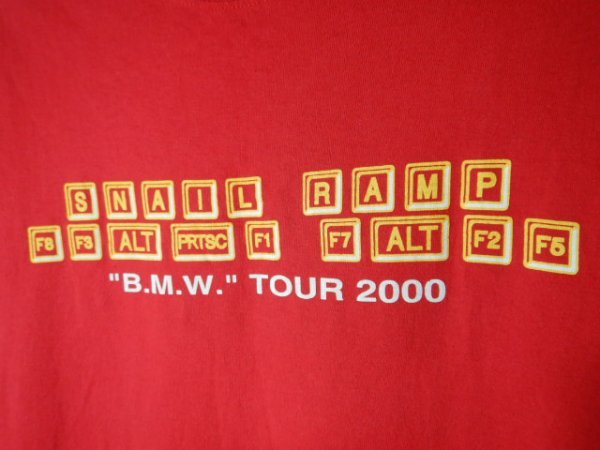 SNAIL RAMP
F8 F3 ALT PRTSC F1 F7 ALT F2 F5
"B.M.W." TOUR 2000